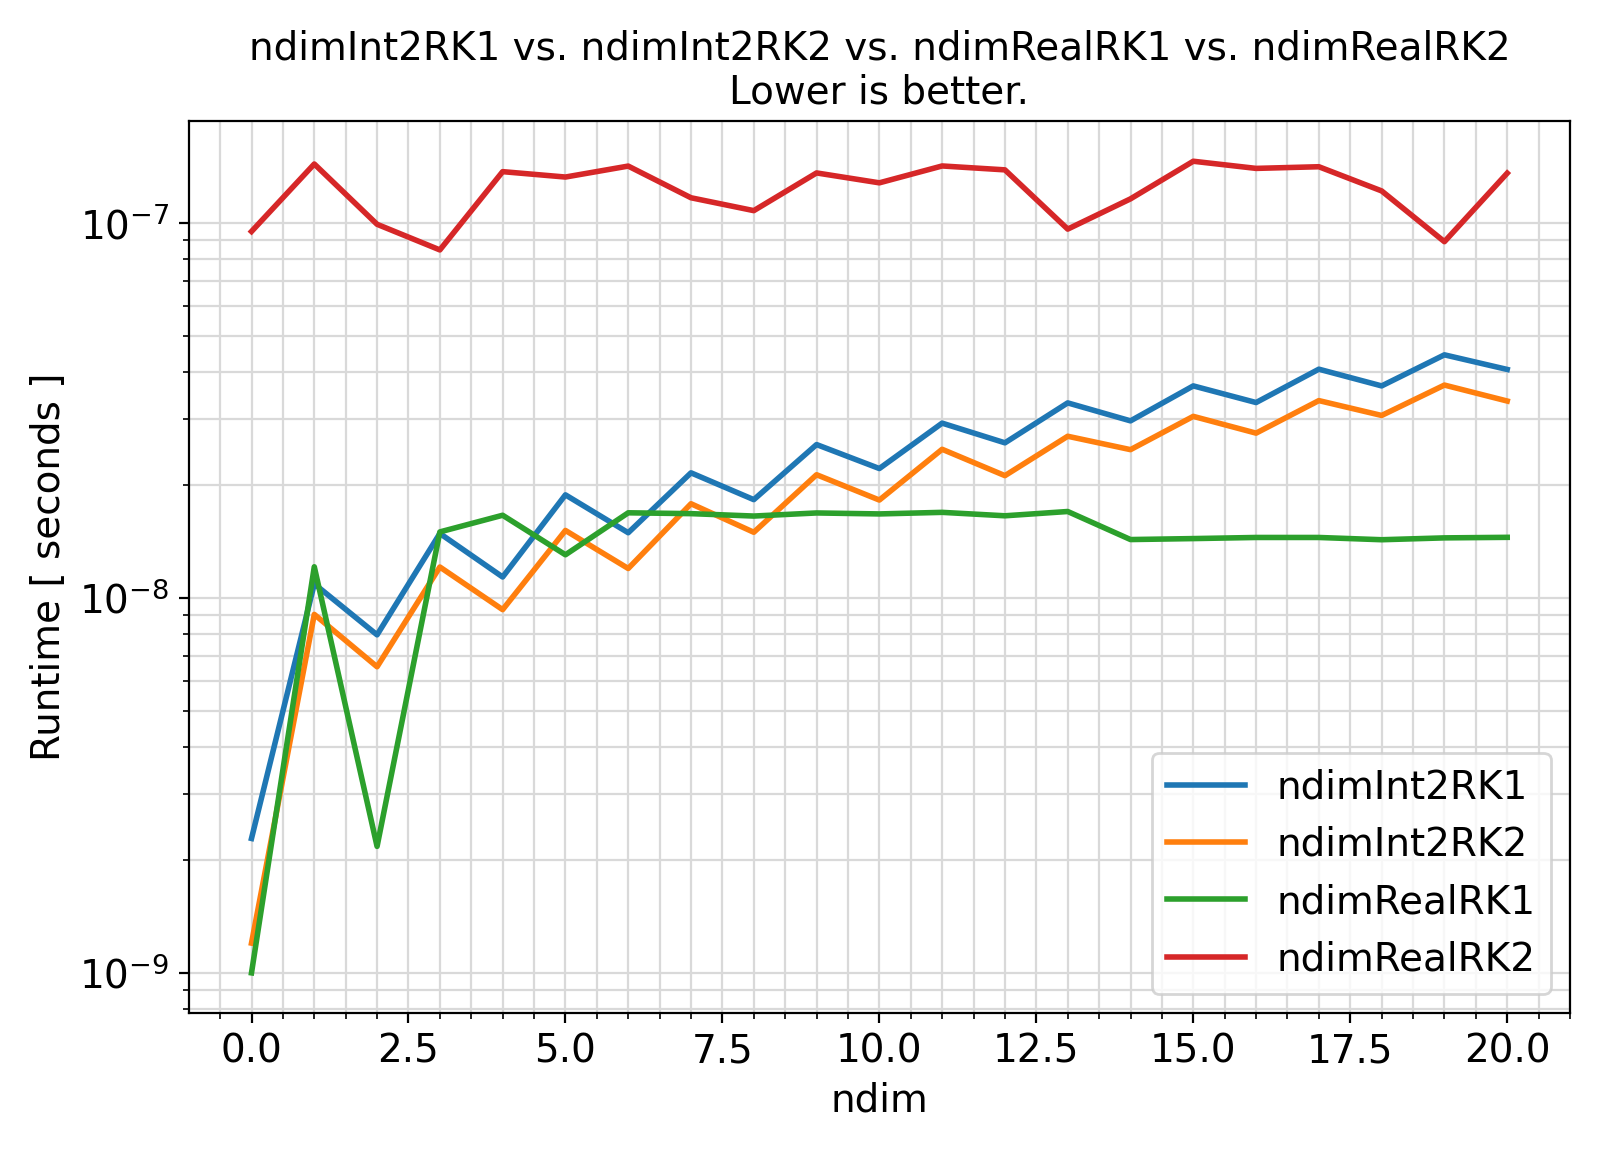 ndimInt2RK1 vs. ndimInt2RK2 vs. ndimRealRK1 vs. ndimRealRK2
Lower is better.
Runtime [ seconds ]
10⁻⁷
10⁻⁸
10⁻⁹
0.0 2.5 5.0 7.5 10.0 12.5 15.0 17.5 20.0
ndim
ndimInt2RK1
ndimInt2RK2
ndimRealRK1
ndimRealRK2